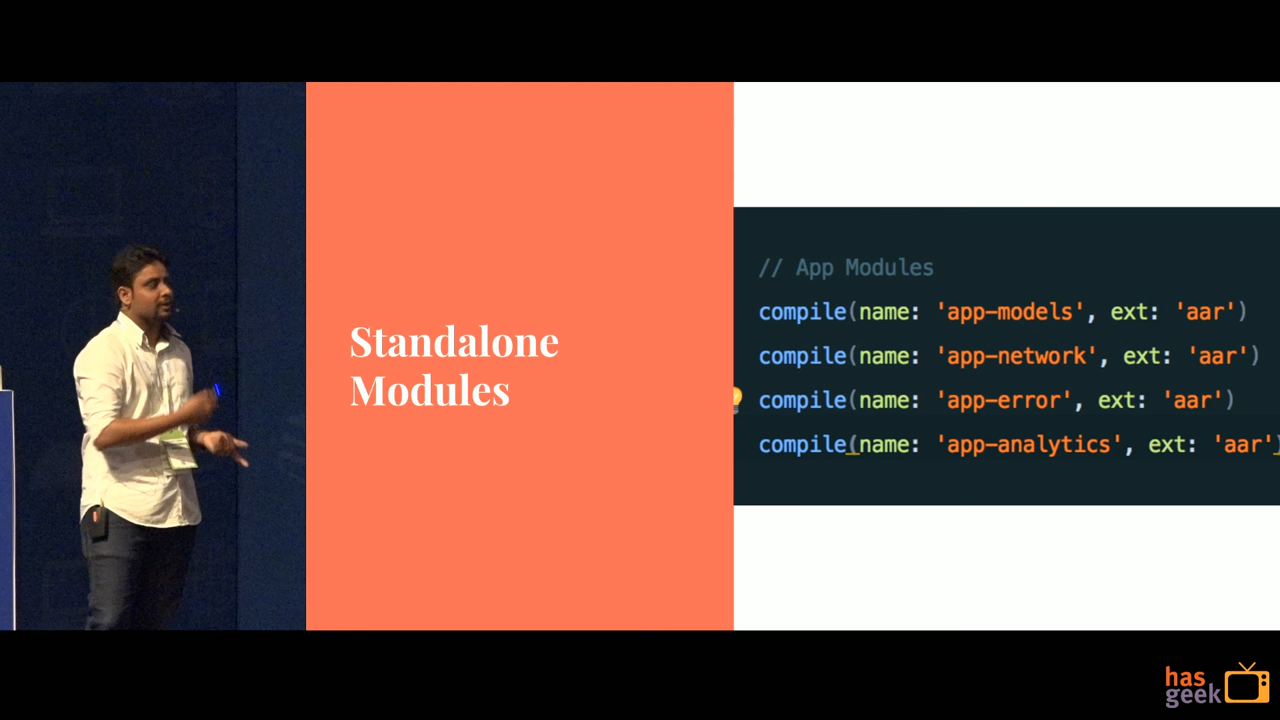 Standalone
Modules
// App Modules
compile(name: 'app-models', ext: 'aar')
compile(name: 'app-network', ext: 'aar')
compile(name: 'app-error', ext: 'aar')
compile(name: 'app-analytics', ext: 'aar')
has
geek